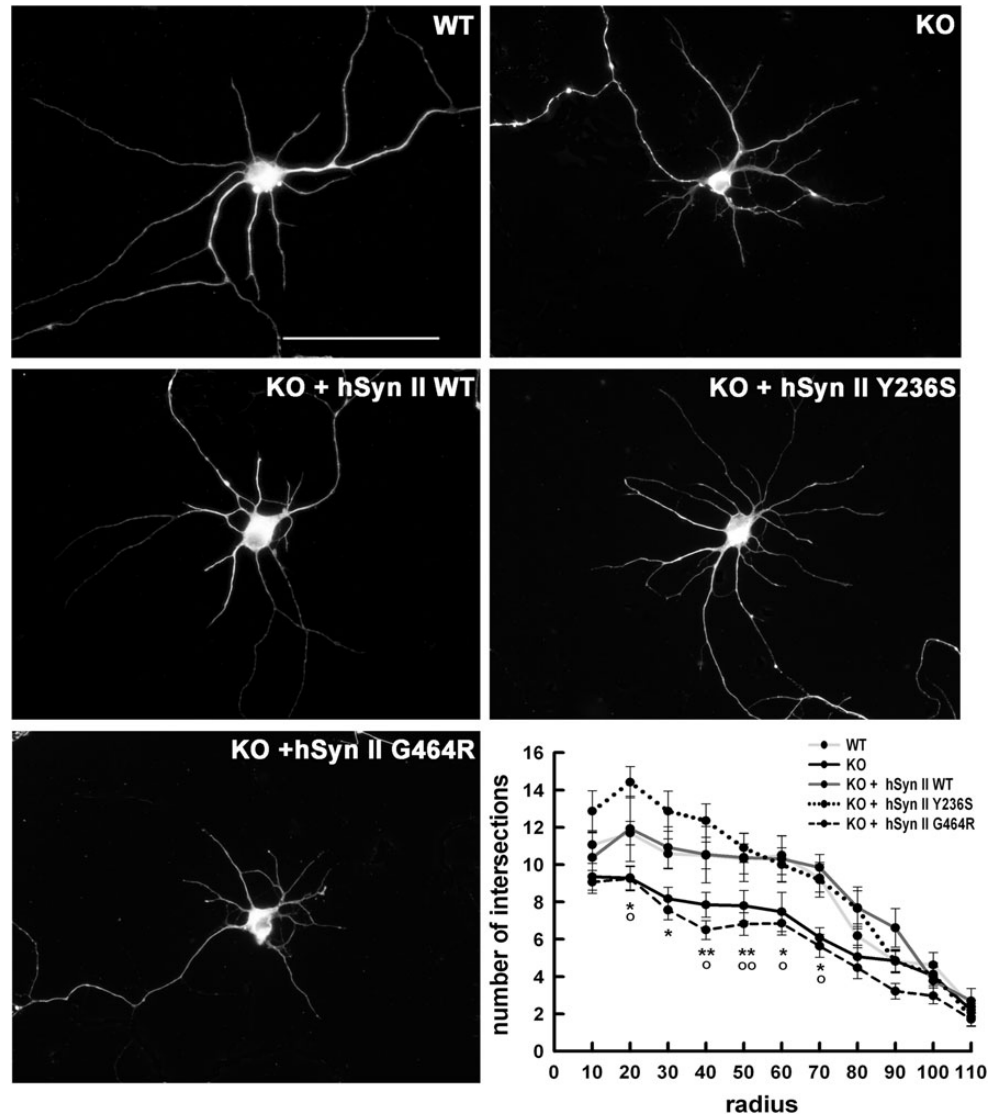 WT
KO
KO + hSyn II WT
KO + hSyn II Y236S
KO +hSyn II G464R
16
14
12
10
8
6
4
2
0
number of intersections
WT
KO
KO + hSyn II WT
KO + hSyn II Y236S
KO + hSyn II G464R
* * ** ** * *
o o oo o o
0 10 20 30 40 50 60 70 80 90 100 110
radius